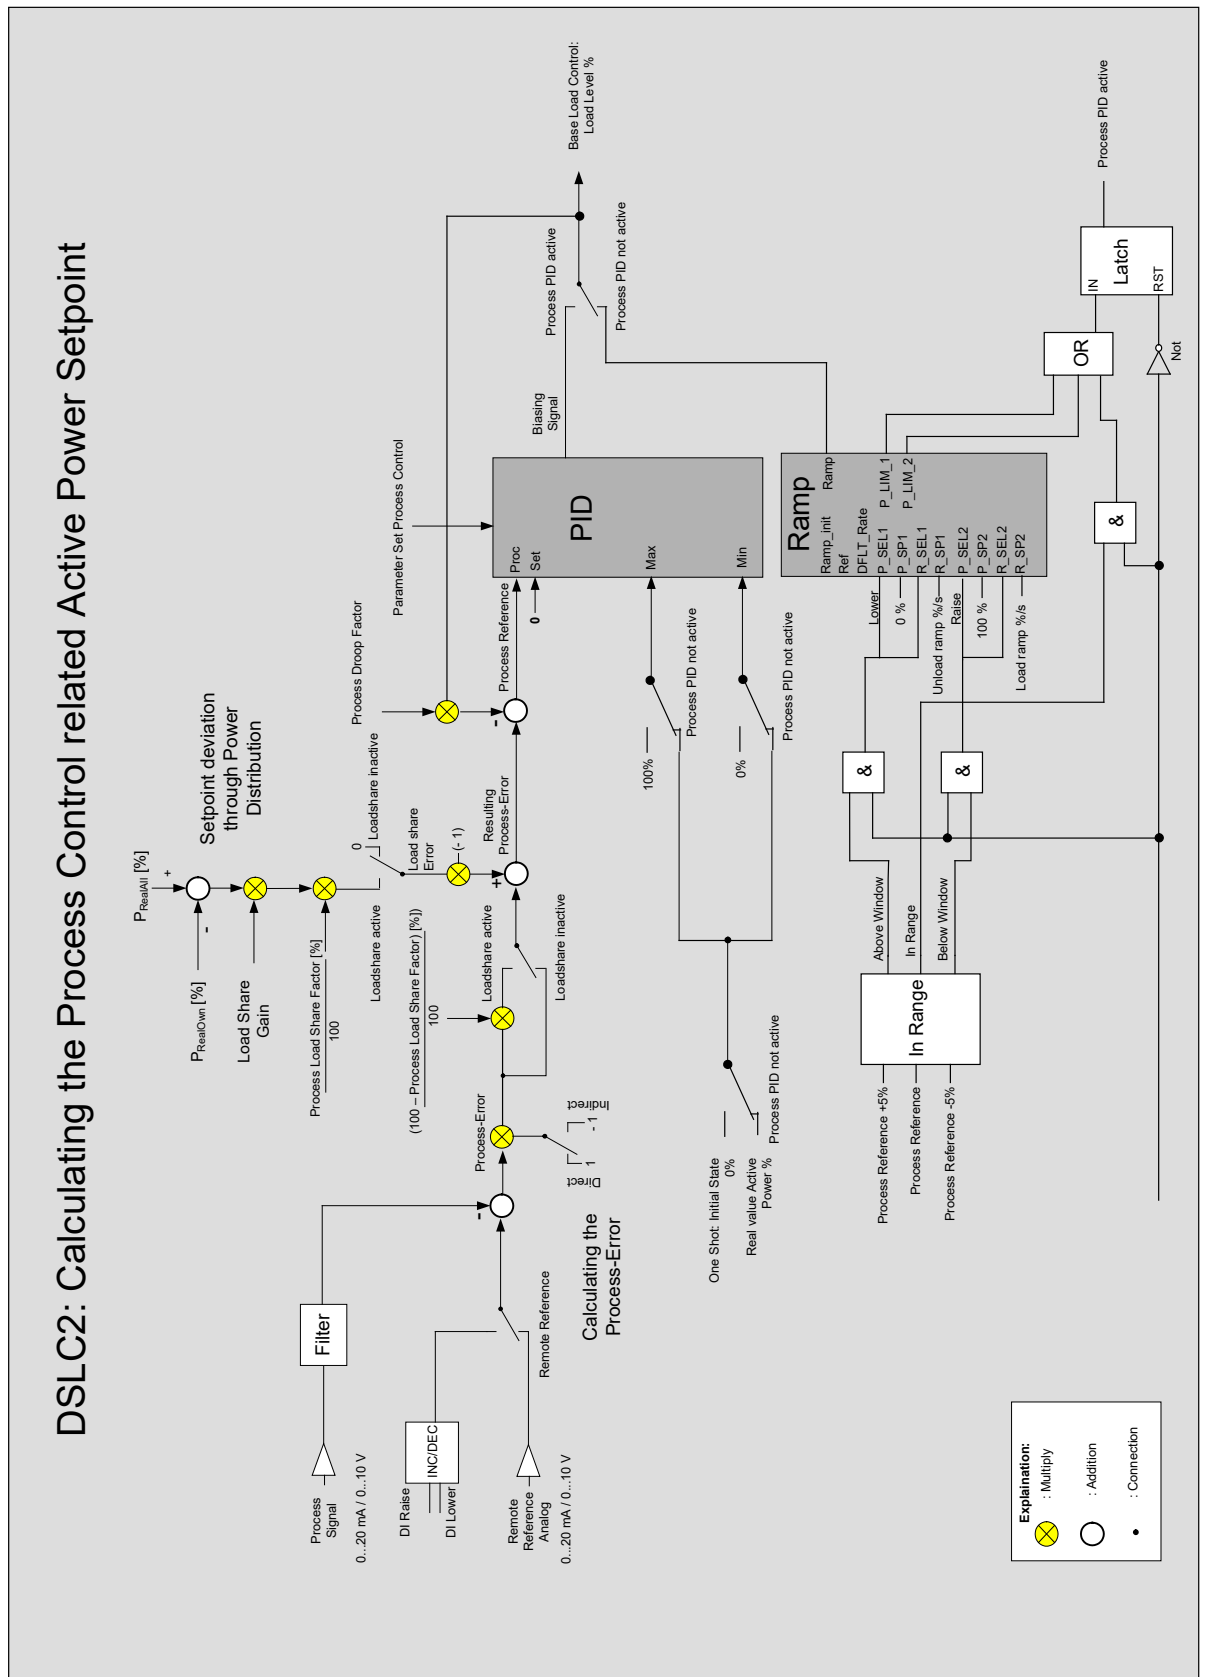 DSLC2: Calculating the Process Control related Active Power Setpoint
P RealAll [%]
+
-
P RealOwn [%]
Setpoint deviation
through Power
Distribution
Load Share
Gain
Process Load Share Factor [%]
100
Loadshare active
0
Loadshare inactive
Load share
Error
(- 1)
+
Resulting
Process-Error
Process Droop Factor
-
Process Reference
Parameter Set Process Control
Process
Signal
0...20 mA / 0...10 V
Filter
DI Raise
DI Lower
INC/DEC
Remote
Reference
Analog
0...20 mA / 0...10 V
Remote Reference
-
Process-Error
Direct
1
- 1
Indirect
Calculating the
Process-Error
(100 – Process Load Share Factor) [%])
100
Loadshare active
Loadshare inactive
0
Proc
Set
PID
Max
Min
Biasing
Signal
Process PID active
Process PID not active
Base Load Control:
Load Level %
100%
Process PID not active
0%
Process PID not active
One Shot: Initial State
0%
Real value Active
Power %
Process PID not active
Ramp
Ramp_init
Ref
DFLT_Rate
P_SEL1
P_SP1
R_SEL1
R_SP1
P_SEL2
P_SP2
R_SEL2
R_SP2
Ramp
P_LIM_1
P_LIM_2
Lower
0 %
Unload ramp %/s
Raise
100 %
Load ramp %/s
Process Reference +5%
Process Reference
Process Reference -5%
In Range
Above Window
In Range
Below Window
&
&
&
OR
Not
IN
Latch
RST
Process PID active
Explaination:
: Multiply
: Addition
: Connection